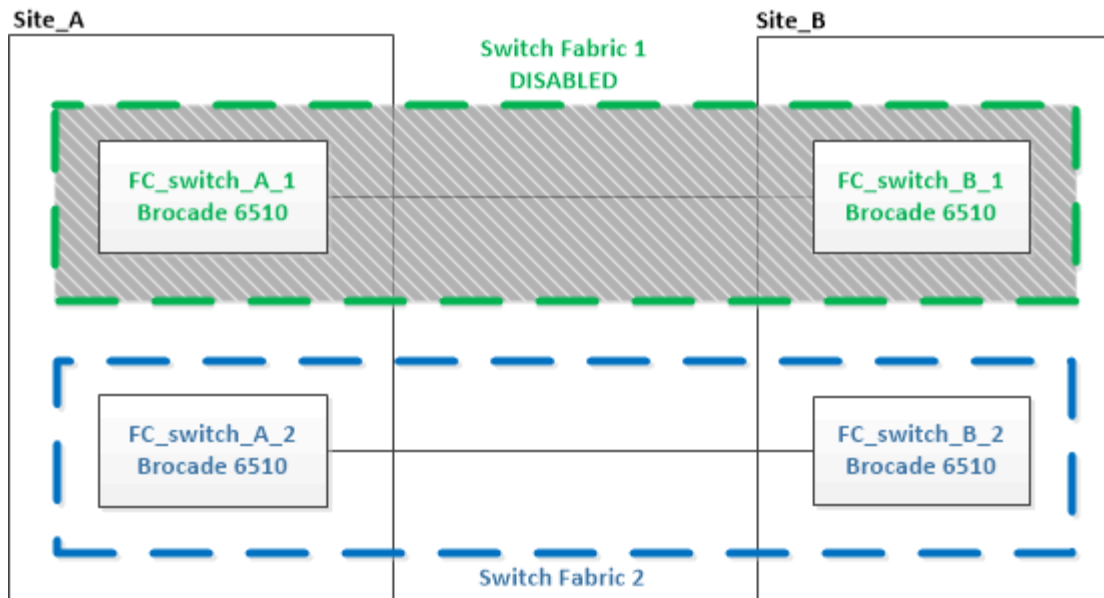 Site_A
Site_B
Switch Fabric 1
DISABLED
FC_switch_A_1
Brocade 6510
FC_switch_B_1
Brocade 6510
FC_switch_A_2
Brocade 6510
FC_switch_B_2
Brocade 6510
Switch Fabric 2